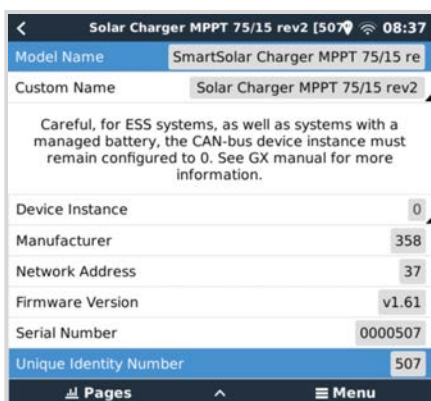 Solar Charger MPPT 75/15 rev2 [507 08:37
Model Name SmartSolar Charger MPPT 75/15 re
Custom Name Solar Charger MPPT 75/15 rev2
Careful, for ESS systems, as well as systems with a
managed battery, the CAN-bus device instance must
remain configured to 0. See GX manual for more
information.
Device Instance 0
Manufacturer 358
Network Address 37
Firmware Version v1.61
Serial Number 0000507
Unique Identity Number 507
Pages Menu